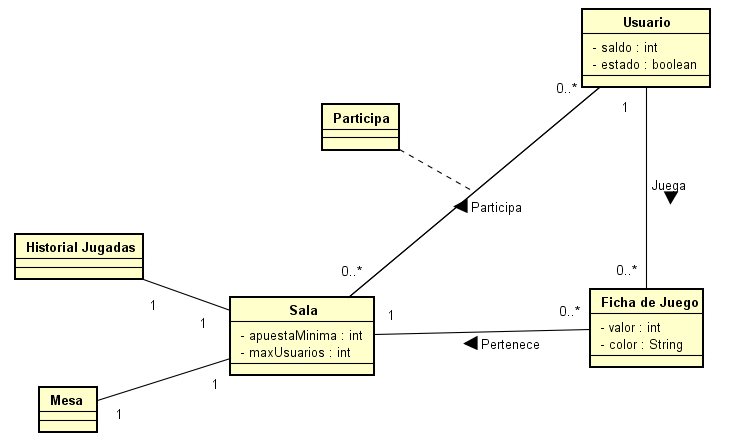 Usuario
- saldo : int
- estado : boolean
0..*
1
Participa
Juega
Participa
Historial Jugadas
0..*
0..*
1
1
Sala
- apuestaMinima : int
- maxUsuarios : int
1
0..*
Ficha de Juego
- valor : int
- color : String
Pertenece
1
Mesa
1